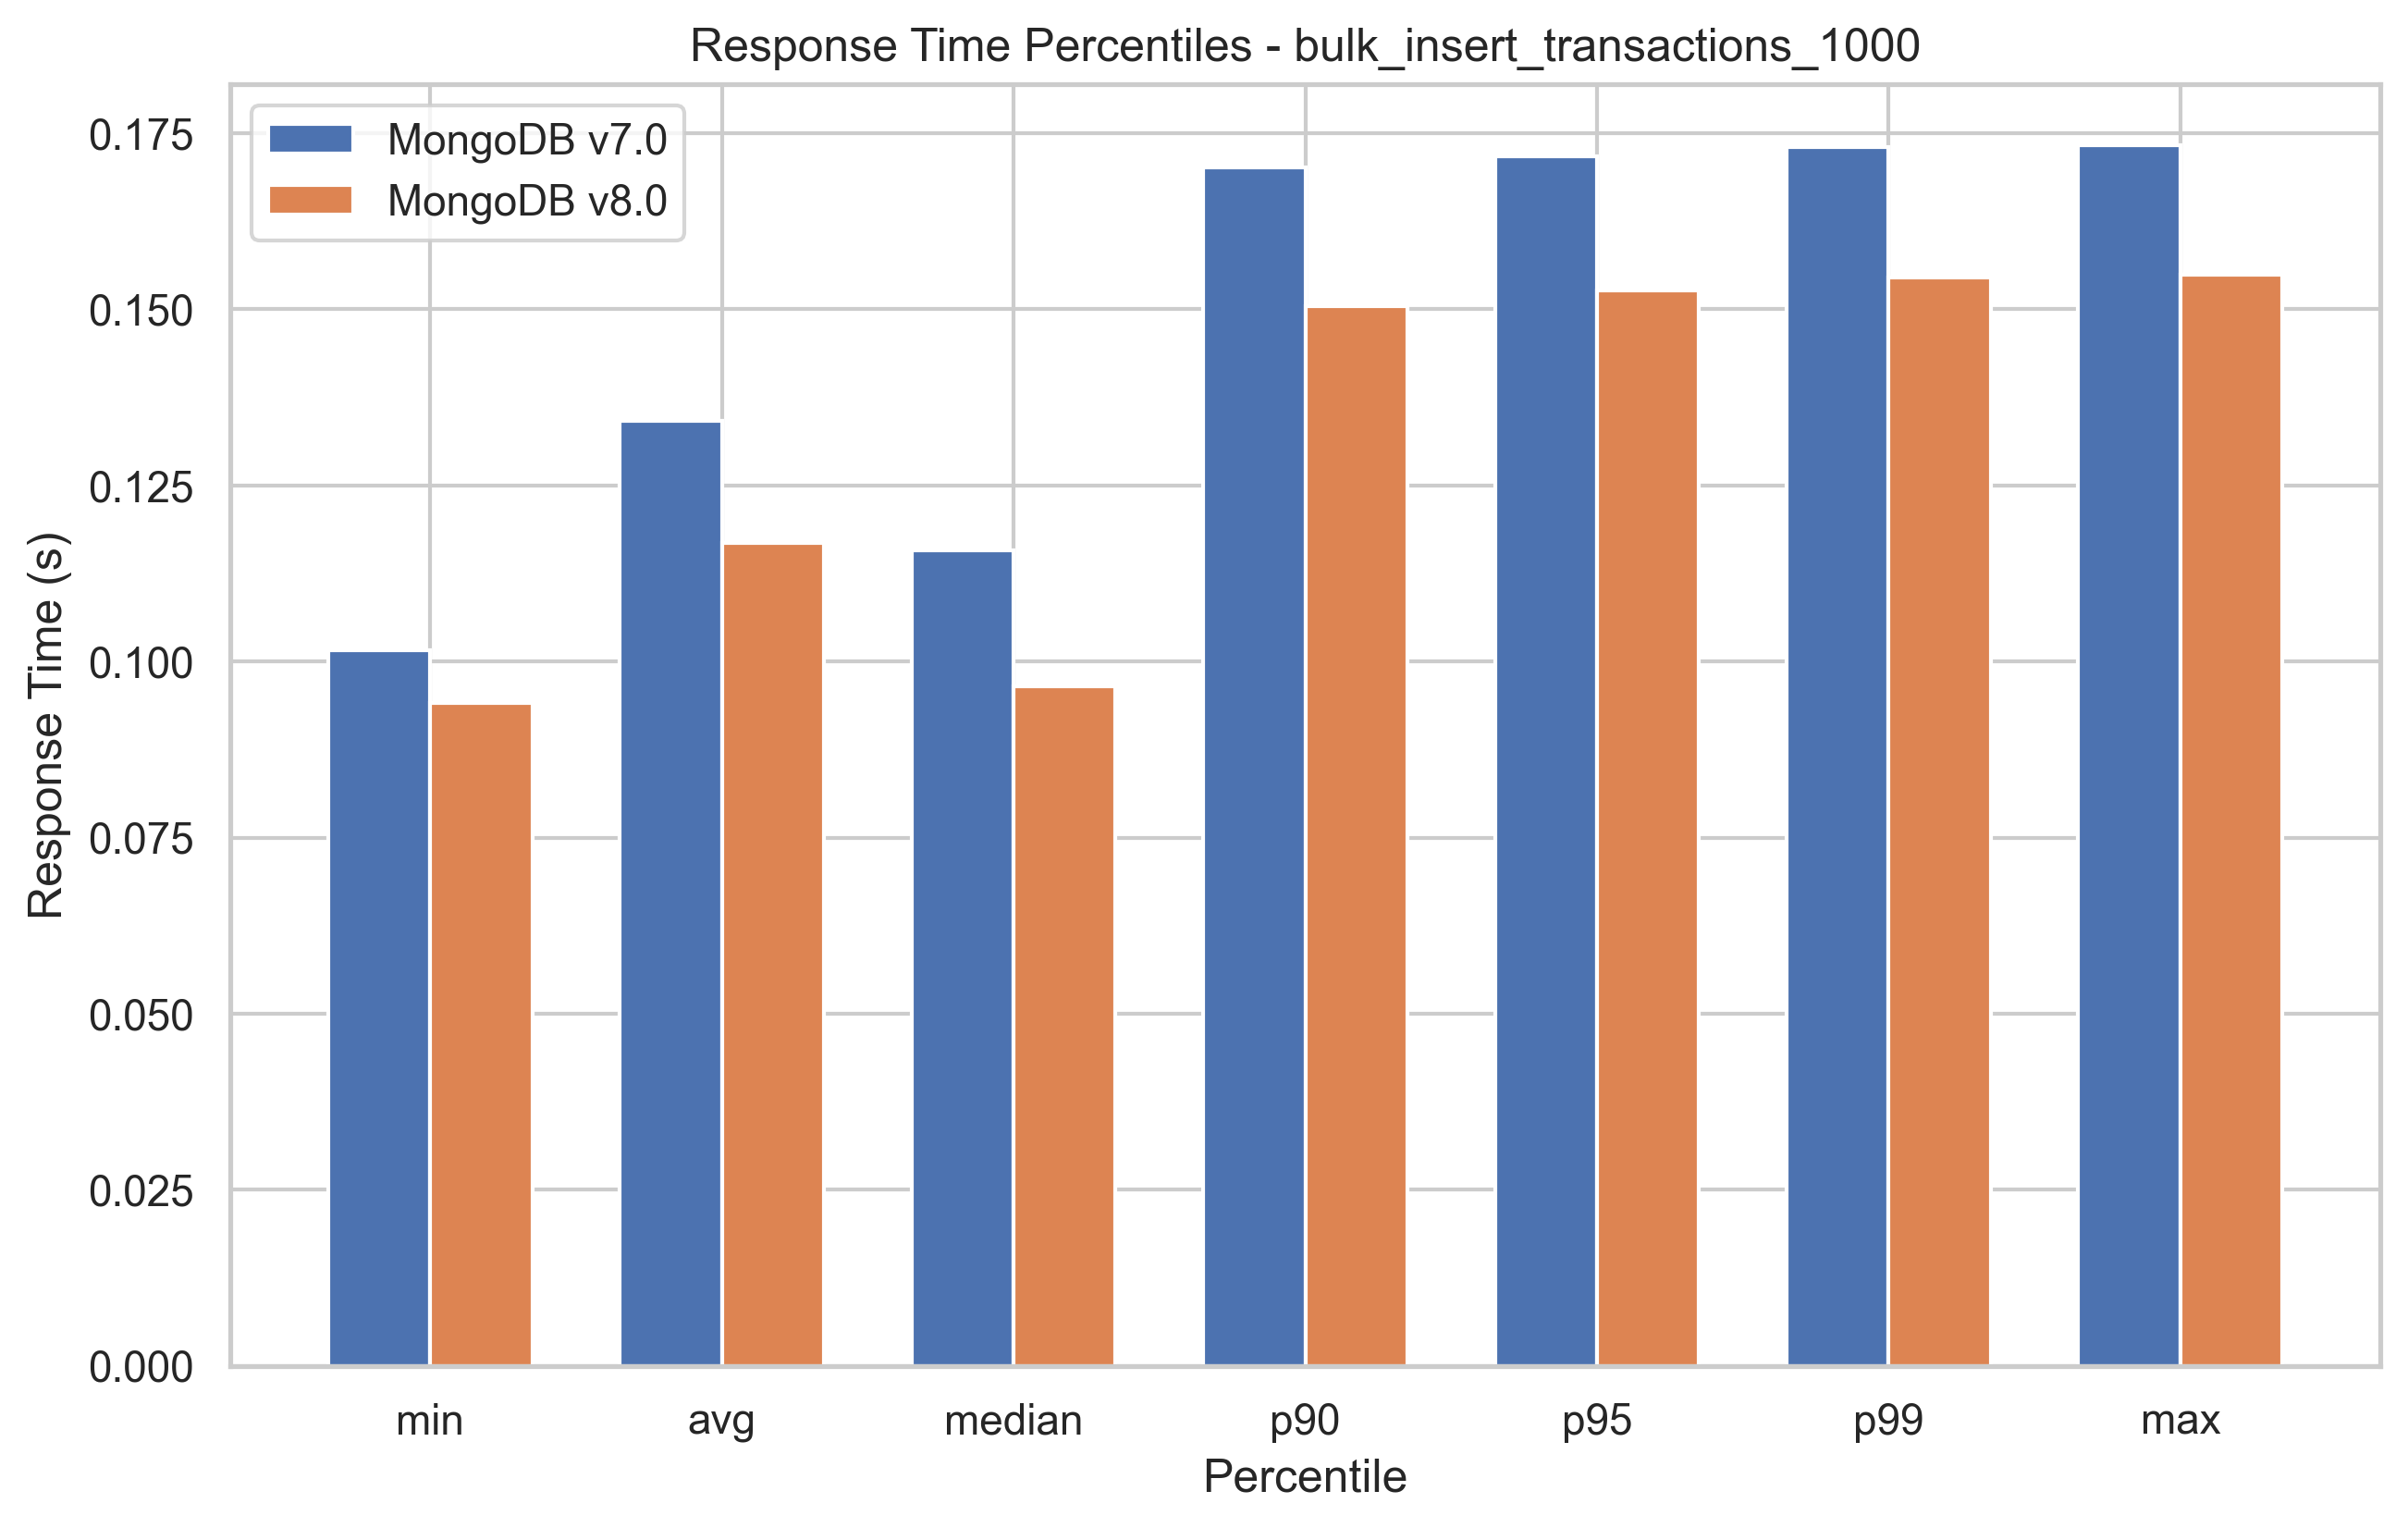 Response Time Percentiles - bulk_insert_transactions_1000
MongoDB v7.0
MongoDB v8.0
0.175
0.150
0.125
0.100
0.075
0.050
0.025
0.000
Response Time (s)
min
avg
median
p90
p95
p99
max
Percentile